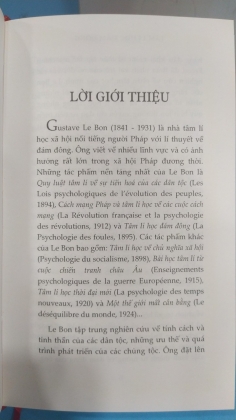 LỜI GIỚI THIỆU
Gustave Le Bon (1841 - 1931) là nhà tâm lí
học xã hội nổi tiếng người Pháp với lí thuyết về
đám đông. Ông viết về nhiều lĩnh vực và có ảnh
hưởng rất lớn trong xã hội Pháp đương thời.
Những tác phẩm nền tảng nhất của Le Bon là
Quy luật tâm lí về sự tiến hoá của các dân tộc (Les
Lois psychologiques de l'évolution des peuples,
1894); Cách mạng Pháp và tâm lí học về các cuộc cách
mạng (La Révolution française et la psychologie
des révolutions, 1912) và Tâm lí học đám đông (La
Psychologie des foules, 1895). Các tác phẩm khác
của Le Bon bao gồm: Tâm lí học về chủ nghĩa xã hội
(Psychologie du socialisme, 1898), Bài học tâm lí từ
cuộc chiến tranh châu Âu (Enseignements
psychologiques de la guerre Européenne, 1915),
Tâm lí học thời đại mới (La psychologie des temps
nouveaux, 1920) và Một thế giới mất cân bằng (Le
déséquilibre du monde, 1924)...
Le Bon tập trung nghiên cứu về tính cách và
tinh thần của các dân tộc, những ưu thế và quá
trình phát triển của các chủng tộc. Ông đặt lên